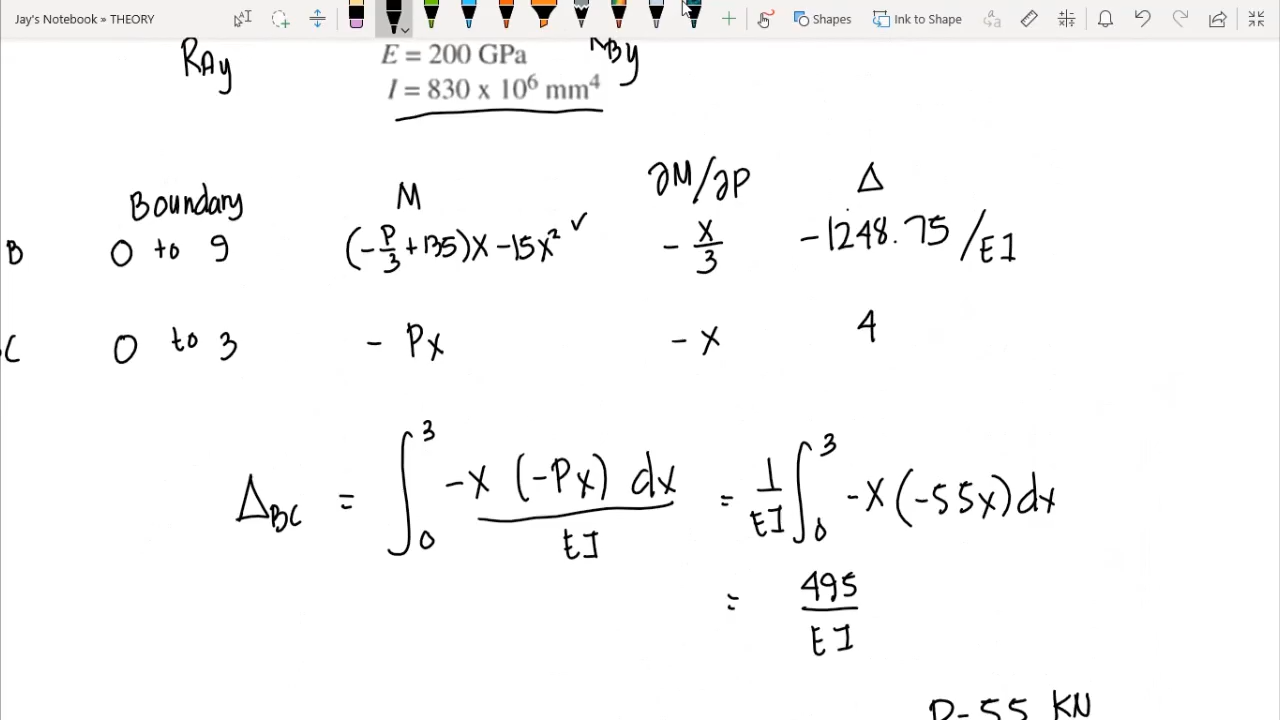 Jay's Notebook » THEORY
Shapes
Ink to Shape
RAy
E = 200 GPa
By
I = 830 x 10⁶ mm⁴
Boundary M ∂M/∂P Δ
B 0 to 9 (-P/3 + 135)x - 15x² ✓ - x/3 -1248.75/EI
C 0 to 3 - Px - x 4
Δ_BC = ∫₀³ -x (-Px) dx / EI = 1/EI ∫₀³ -x (-55x) dx
= 495/EI
P = 55 KN